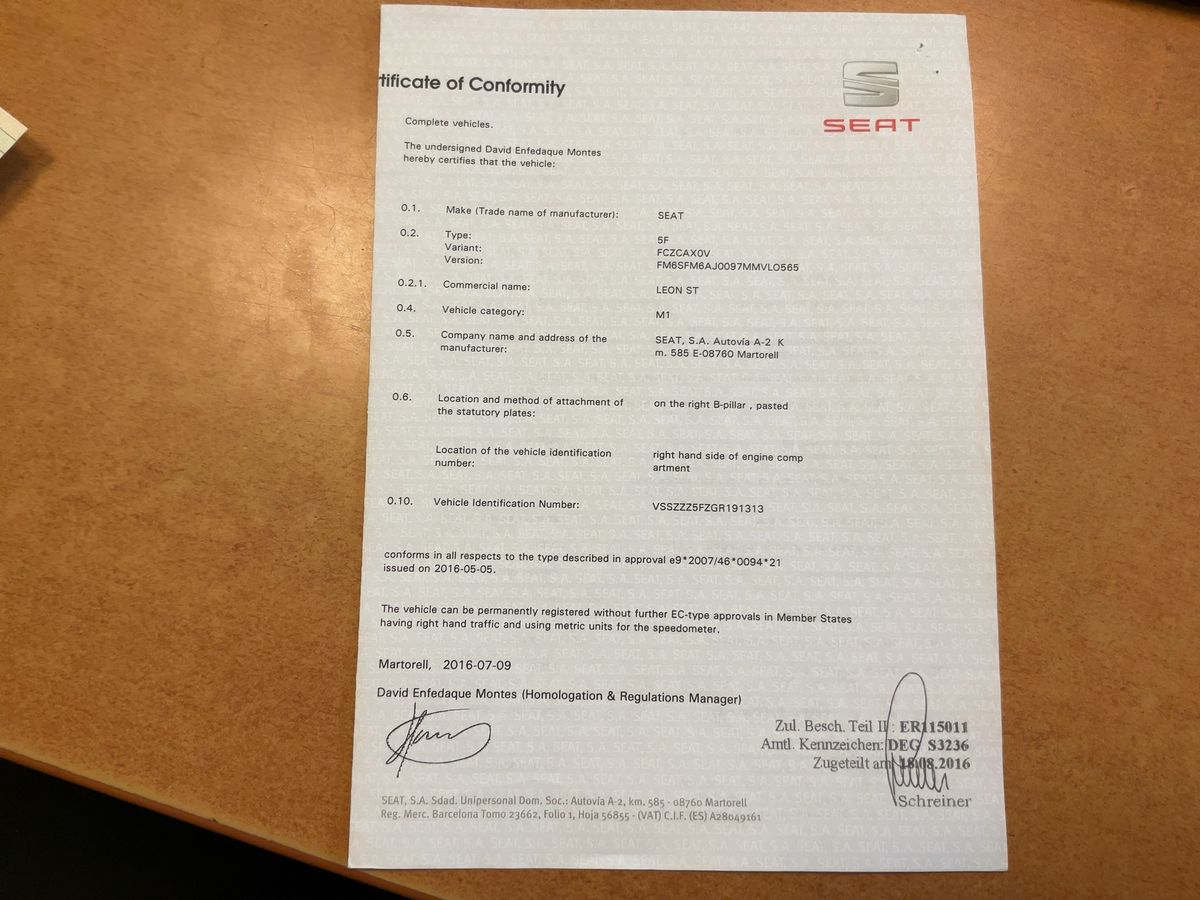 tificate of Conformity
SEAT
Complete vehicles.
The undersigned David Enfedaque Montes
hereby certifies that the vehicle:
0.1. Make (Trade name of manufacturer): SEAT
0.2. Type: 5F
Variant: FCZCAX0V
Version: FM6SFM6AJ0097MMVLO565
0.2.1. Commercial name: LEON ST
0.4. Vehicle category: M1
0.5. Company name and address of the SEAT, S.A. Autovía A-2 K
manufacturer: m. 585 E-08760 Martorell
0.6. Location and method of attachment of on the right B-pillar , pasted
the statutory plates:
Location of the vehicle identification right hand side of engine comp
number: artment
0.10. Vehicle Identification Number: VSSZZZ5FZGR191313
conforms in all respects to the type described in approval e9*2007/46*0094*21
issued on 2016-05-05.
The vehicle can be permanently registered without further EC-type approvals in Member States
having right hand traffic and using metric units for the speedometer.
Martorell, 2016-07-09
David Enfedaque Montes (Homologation & Regulations Manager)
Zul. Besch. Teil II : ER115011
Amtl. Kennzeichen: DEG S3236
Zugeteilt am 18.08.2016
Schreiner
SEAT, S.A. Sdad. Unipersonal Dom. Soc.: Autovía A-2, km. 585 - 08760 Martorell
Reg. Merc. Barcelona Tomo 23662, Folio 1, Hoja 56855 - (VAT) C.I.F. (ES) A28049161